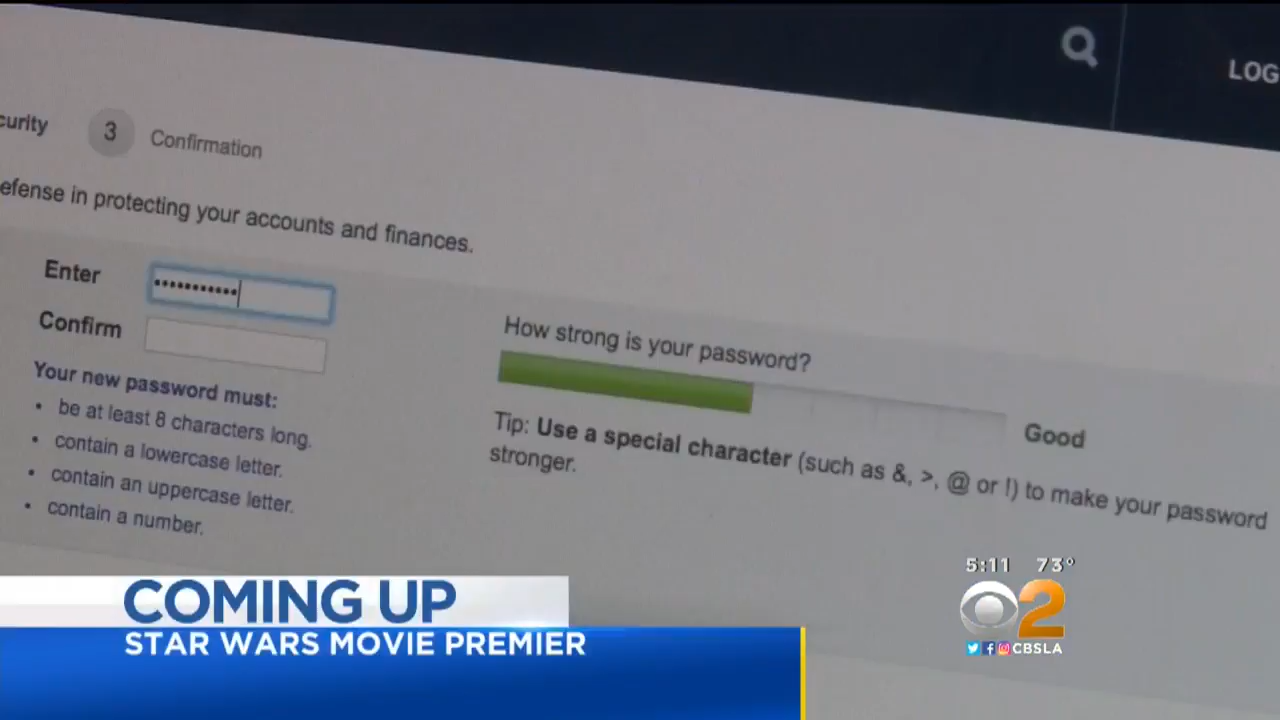 LOG
curity 3 Confirmation
efense in protecting your accounts and finances.
Enter •••••••••••
Confirm
Your new password must:
• be at least 8 characters long.
• contain a lowercase letter.
• contain an uppercase letter.
• contain a number.
How strong is your password?
Good
Tip: Use a special character (such as &, >, @ or !) to make your password
stronger.
COMING UP
STAR WARS MOVIE PREMIER
5:11 73°
2
CBSLA